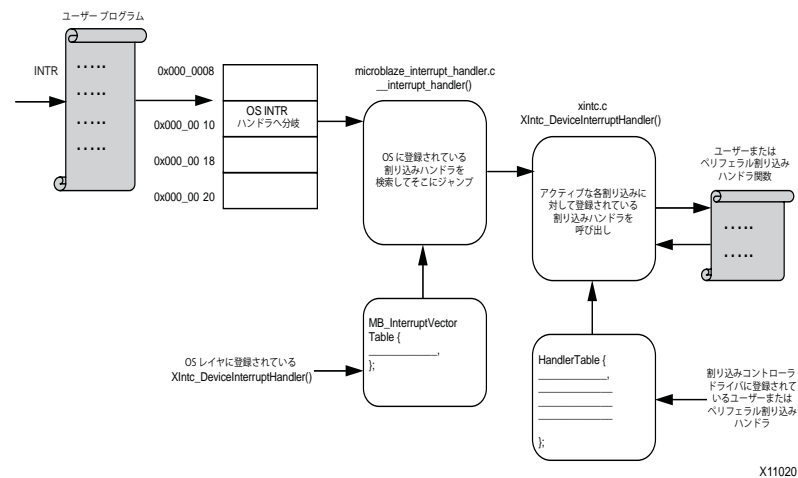 ユーザー プログラム
INTR
.....
.....
.....
.....
0x000_0008
0x000_00 10
0x000_00 18
0x000_00 20
OS INTR
ハンドラへ分岐
microblaze_interrupt_handler.c
__interrupt_handler()
OS に登録されている
割り込みハンドラを
検索してそこにジャンプ
xintc.c
XIntc_DeviceInterruptHandler()
アクティブな各割り込みに
対して登録されている
割り込みハンドラを
呼び出し
ユーザーまたは
ペリフェラル割り込み
ハンドラ関数
.....
.....
OS レイヤに登録されている
XIntc_DeviceInterruptHandler()
MB_InterruptVector
Table {
___________,
};
HandlerTable {
___________,
____________
____________
____________
};
割り込みコントローラ
ドライバに登録されて
いるユーザーまたは
ペリフェラル割り込み
ハンドラ
X11020